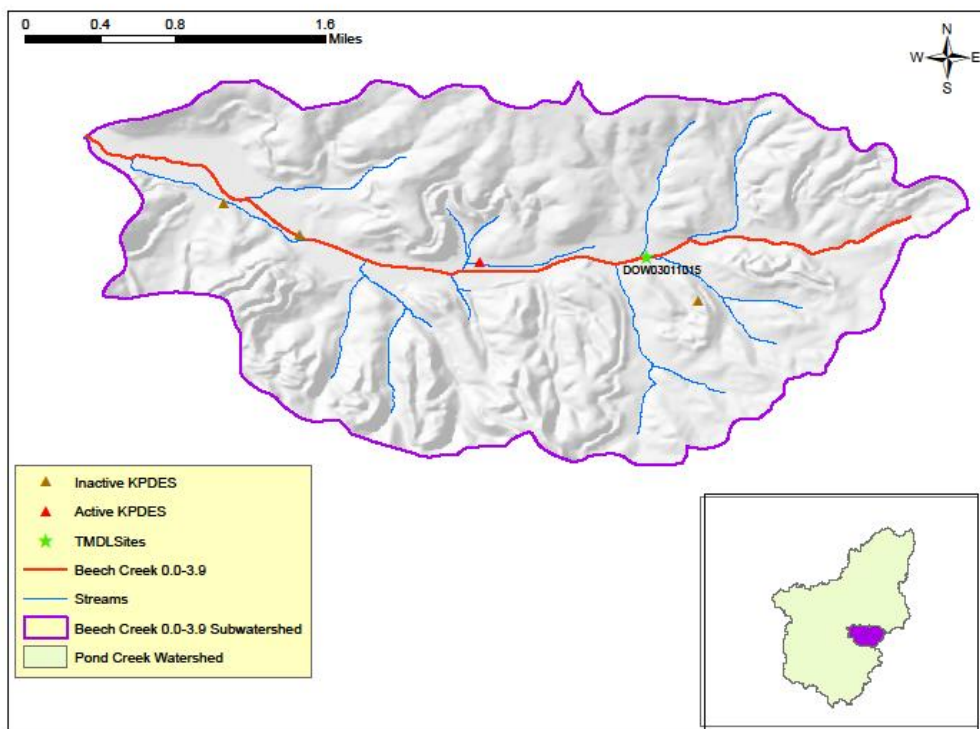 0 0.4 0.8 1.6
Miles
N
W E
S
DOW03011015
Inactive KPDES
Active KPDES
TMDLSites
Beech Creek 0.0-3.9
Streams
Beech Creek 0.0-3.9 Subwatershed
Pond Creek Watershed